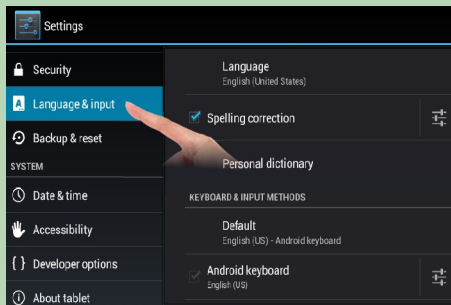 Settings
Security
Language & input
Backup & reset
SYSTEM
Date & time
Accessibility
{ } Developer options
About tablet
Language
English (United States)
Spelling correction
Personal dictionary
KEYBOARD & INPUT METHODS
Default
English (US) - Android keyboard
Android keyboard
English (US)